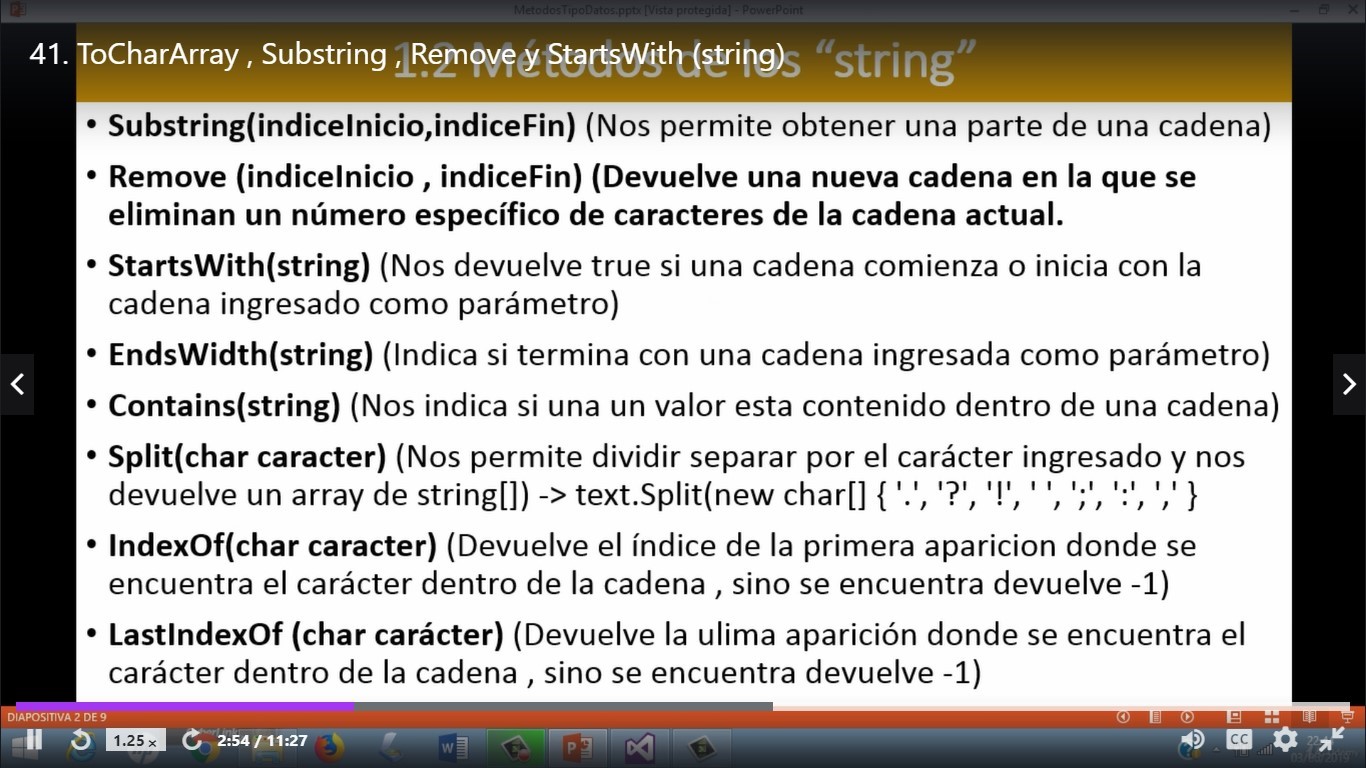 MetodosTipoDatos.pptx [Vista protegida] - PowerPoint
41. ToCharArray , Substring , Remove y StartsWith (string)
1.2 Métodos de los “string”
• Substring(indiceInicio,indiceFin) (Nos permite obtener una parte de una cadena)
• Remove (indiceInicio , indiceFin) (Devuelve una nueva cadena en la que se
eliminan un número específico de caracteres de la cadena actual.
• StartsWith(string) (Nos devuelve true si una cadena comienza o inicia con la
cadena ingresado como parámetro)
• EndsWidth(string) (Indica si termina con una cadena ingresada como parámetro)
• Contains(string) (Nos indica si una un valor esta contenido dentro de una cadena)
• Split(char caracter) (Nos permite dividir separar por el carácter ingresado y nos
devuelve un array de string[]) -> text.Split(new char[] { '.', '?', '!', ' ', ';', ':', ',' }
• IndexOf(char caracter) (Devuelve el índice de la primera aparicion donde se
encuentra el carácter dentro de la cadena , sino se encuentra devuelve -1)
• LastIndexOf (char carácter) (Devuelve la ulima aparición donde se encuentra el
carácter dentro de la cadena , sino se encuentra devuelve -1)
DIAPOSITIVA 2 DE 9
1.25 x
2:54 / 11:27
CC